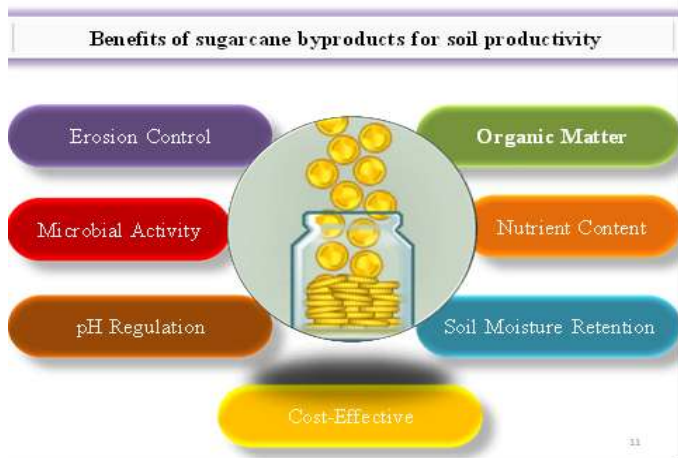 Benefits of sugarcane byproducts for soil productivity
Erosion Control
Organic Matter
Microbial Activity
Nutrient Content
pH Regulation
Soil Moisture Retention
Cost-Effective
11